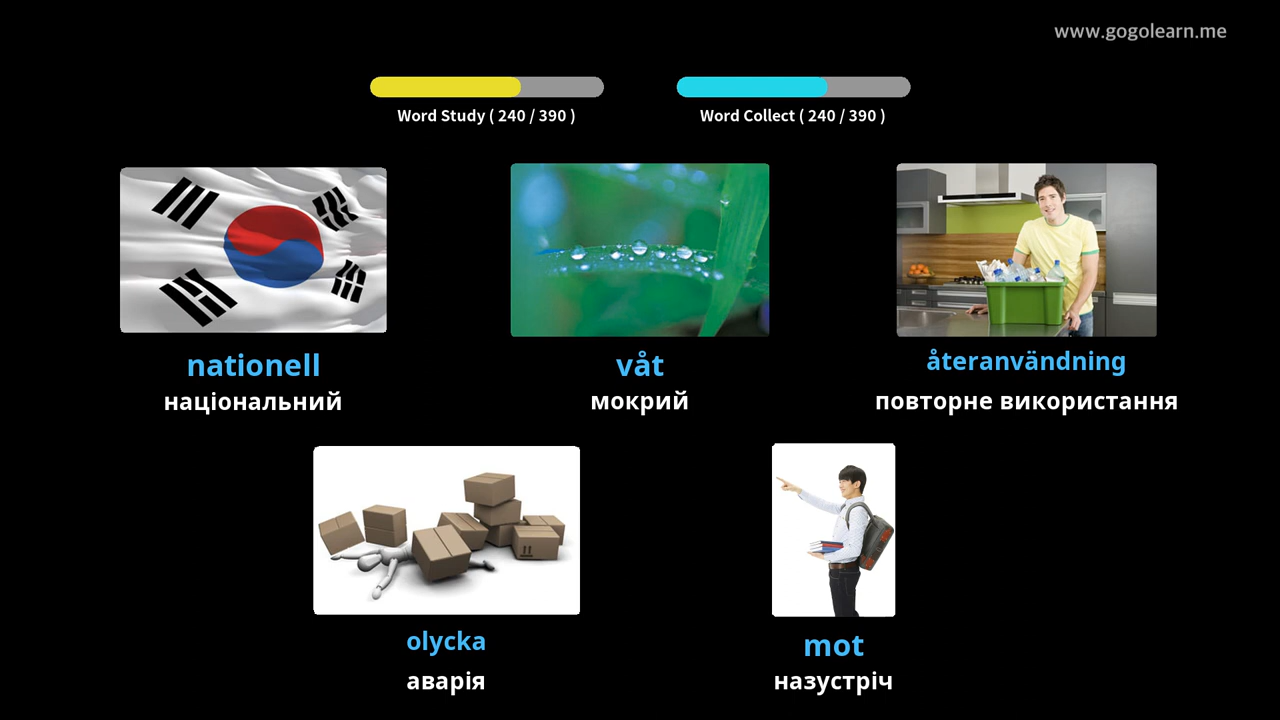 www.gogolearn.me
Word Study ( 240 / 390 )
Word Collect ( 240 / 390 )
nationell
національний
våt
мокрий
återanvändning
повторне використання
olycka
аварія
mot
назустріч